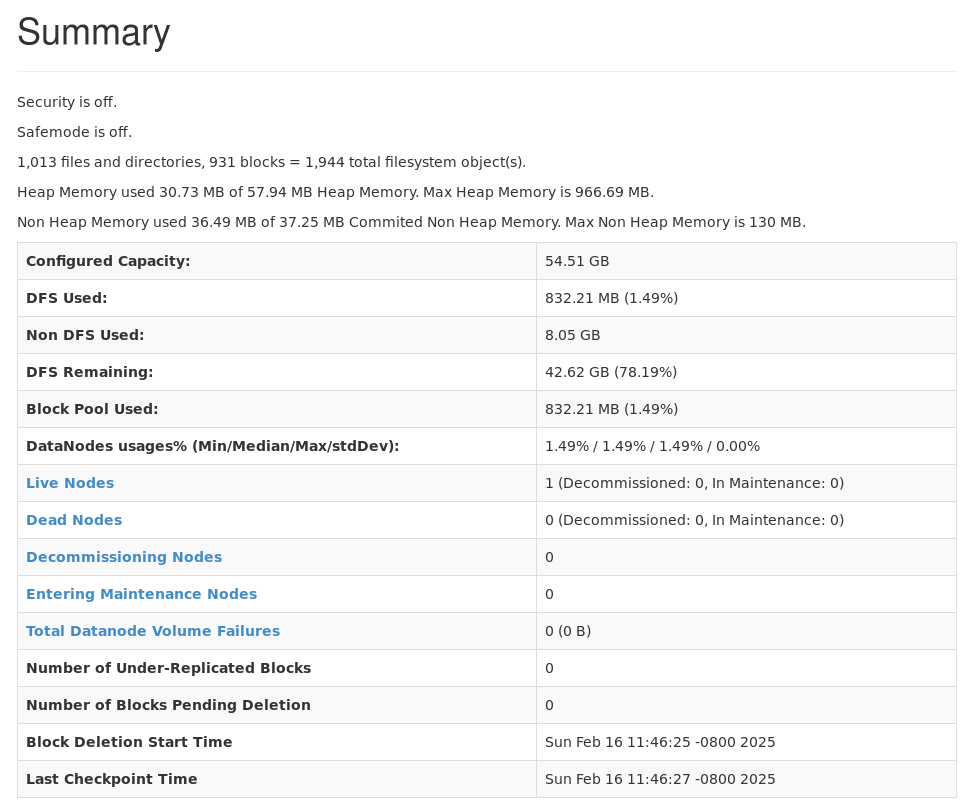 Summary
Security is off.
Safemode is off.
1,013 files and directories, 931 blocks = 1,944 total filesystem object(s).
Heap Memory used 30.73 MB of 57.94 MB Heap Memory. Max Heap Memory is 966.69 MB.
Non Heap Memory used 36.49 MB of 37.25 MB Commited Non Heap Memory. Max Non Heap Memory is 130 MB.
Configured Capacity: 54.51 GB
DFS Used: 832.21 MB (1.49%)
Non DFS Used: 8.05 GB
DFS Remaining: 42.62 GB (78.19%)
Block Pool Used: 832.21 MB (1.49%)
DataNodes usages% (Min/Median/Max/stdDev): 1.49% / 1.49% / 1.49% / 0.00%
Live Nodes 1 (Decommissioned: 0, In Maintenance: 0)
Dead Nodes 0 (Decommissioned: 0, In Maintenance: 0)
Decommissioning Nodes 0
Entering Maintenance Nodes 0
Total Datanode Volume Failures 0 (0 B)
Number of Under-Replicated Blocks 0
Number of Blocks Pending Deletion 0
Block Deletion Start Time Sun Feb 16 11:46:25 -0800 2025
Last Checkpoint Time Sun Feb 16 11:46:27 -0800 2025